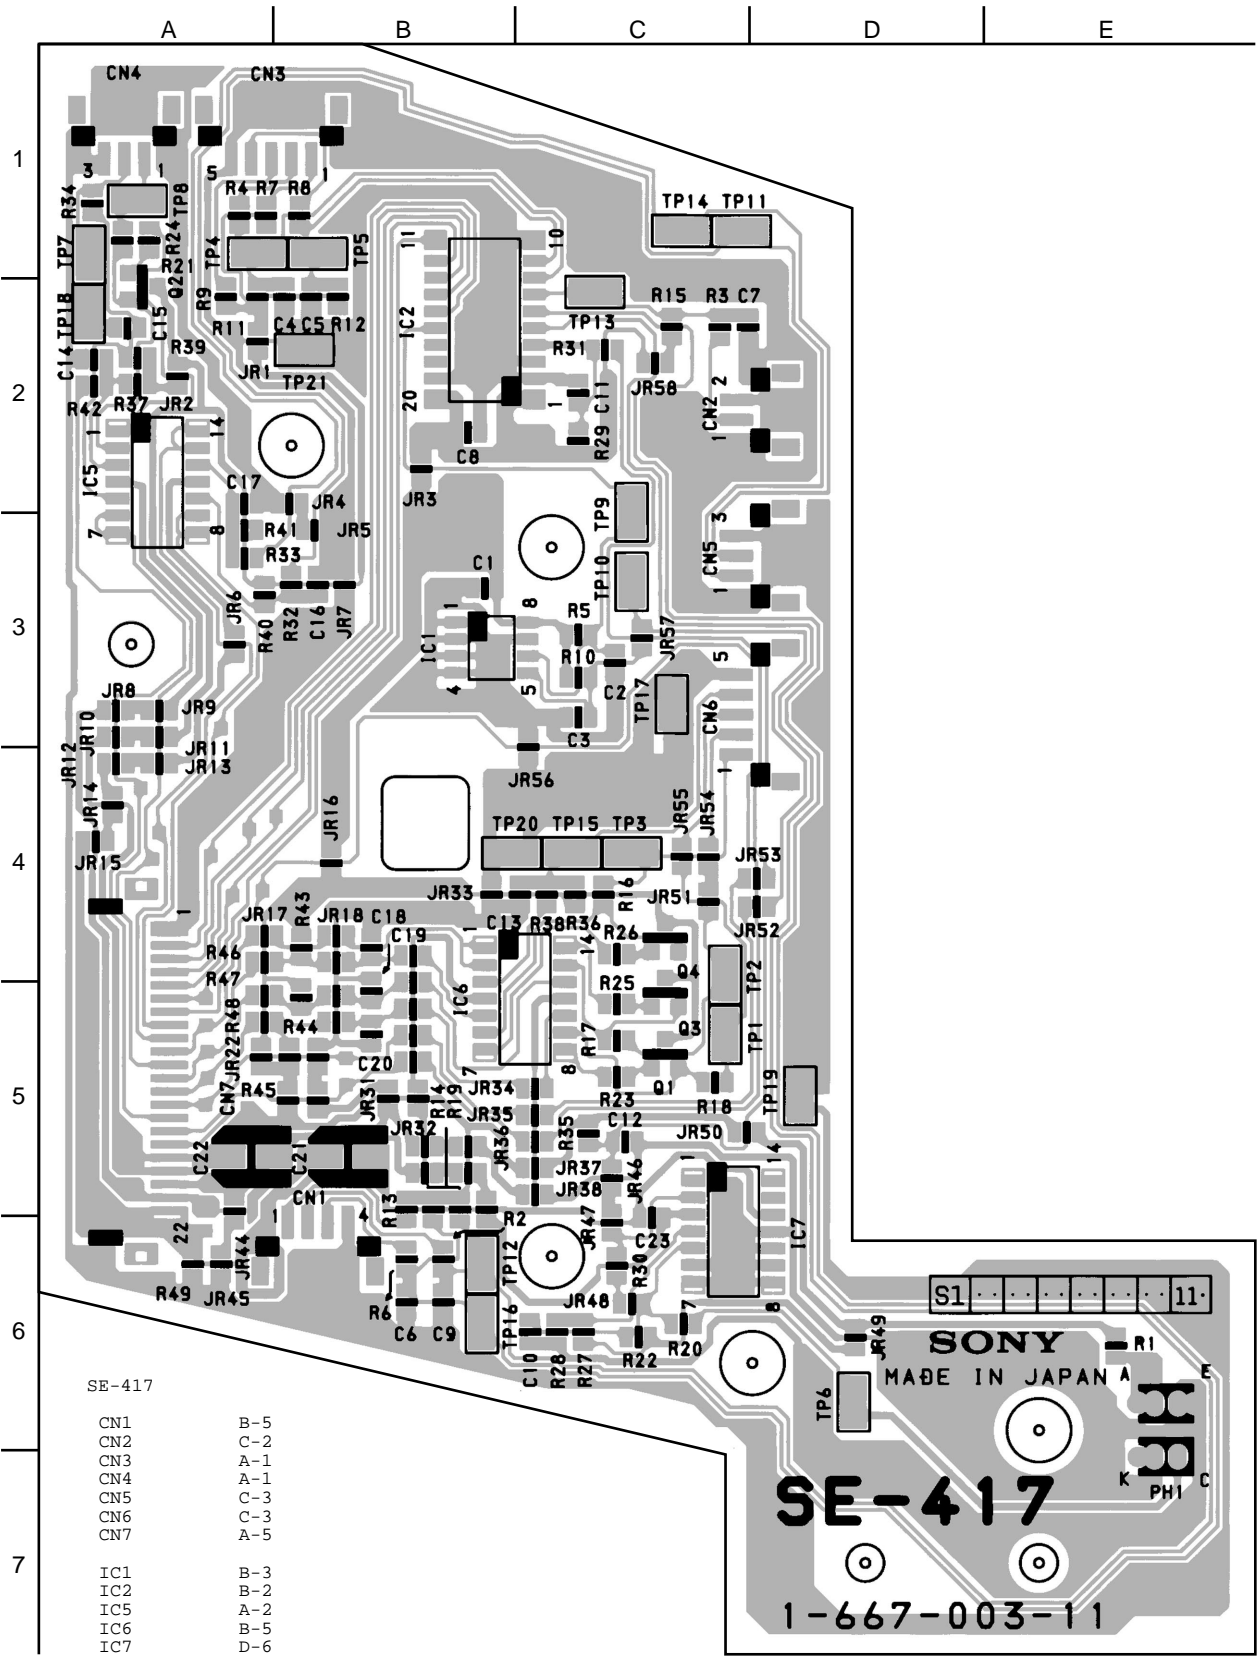 A B C D E
CN4 CN3
1
3 1 5 1
R34 TP8 R4 R7 R8 TP14 TP11
TP7 R24 TP4 TP5 11 10
R21
TP18 Q2 R9 TP13 R15 R3 C7
C15 R11 C4 C5 R12 IC2
C14 R39 JR1 R31
TP21 JR58 2
2
R42 R37 JR2 20 1 C11 CN2
1 14 C8 R29 1
IC5
C17 JR4 JR3 TP9
7 8 R41 JR5 3
R33 C1 TP10 CN5
JR6 1 8 1
3
R40 R32 C16 JR7 IC1 R5 JR57
R10 5
4 5 C2 TP17 CN6
JR8 JR9
JR10 C3
JR12 JR11
JR13 JR56 1
JR14 JR16 JR55 JR54
TP20 TP15 TP3
4
JR15 JR53
JR33 R16 JR51
1 JR17 R43 JR18 C18 C13 R38 R36 JR52
R46 C19 1 14 R26
R47 Q4 TP2
R48 R44 IC6 R25
JR22 C20 R17 Q3 TP1
7 8 Q1
5
CN7 R45 JR31 R14 R19 JR34 R23 R18 TP19
JR32 JR35 C12 JR50
C22 C21 JR36 R35 14
JR37 JR46 1
CN1 JR38
1 4 R13 R2 JR47 C23 IC7
22 JR44 TP12 R30
R49 JR45 R6 JR48 7 8 S1 11
6
C6 C9 TP16 R22 R20 JR49 SONY R1
C10 R28 R27 MADE IN JAPAN A E
TP6
K C
PH1
SE-417
7
1-667-003-11
SE-417
CN1 B-5
CN2 C-2
CN3 A-1
CN4 A-1
CN5 C-3
CN6 C-3
CN7 A-5
IC1 B-3
IC2 B-2
IC5 A-2
IC6 B-5
IC7 D-6